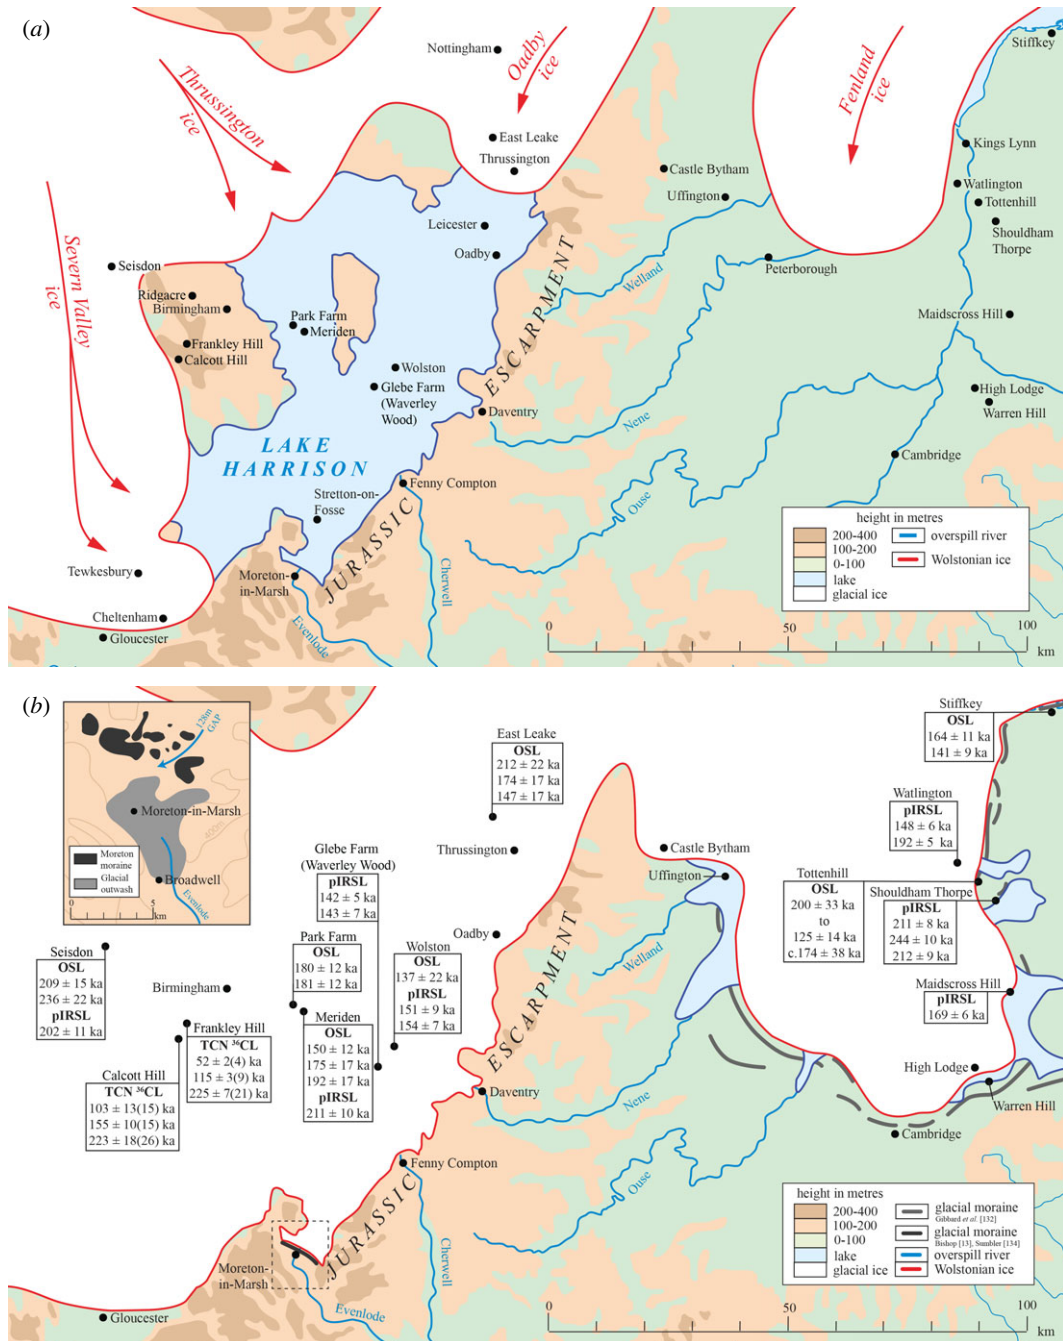 (a)
Nottingham
Stiffkey
Oadby
ice
Thrussington
ice
Fenland
ice
East Leake
Thrussington
Kings Lynn
Castle Bytham
Uffington
Watlington
Tottenhill
Shouldham
Thorpe
Leicester
Oadby
Severn Valley
ice
Seisdon
Peterborough
Welland
Ridgacre
Birmingham
Park Farm
Meriden
Maidscross Hill
Frankley Hill
Calcott Hill
Wolston
Glebe Farm
(Waverley
Wood)
JURASSIC ESCARPMENT
High Lodge
Warren Hill
Daventry
Nene
LAKE
HARRISON
Cambridge
Fenny Compton
Ouse
Stretton-on-
Fosse
Tewkesbury
Moreton-
in-Marsh
Cherwell
Evenlode
Cheltenham
Gloucester
height in metres
200-400
100-200
0-100
lake
glacial ice
overspill river
Wolstonian ice
0 50 100
km
(b)
128m
GAP
Moreton-in-Marsh
400m
Broadwell
Evenlode
Moreton
moraine
Glacial
outwash
0 5
km
East Leake
OSL
212 ± 22 ka
174 ± 17 ka
147 ± 17 ka
Stiffkey
OSL
164 ± 11 ka
141 ± 9 ka
Watlington
pIRSL
148 ± 6 ka
192 ± 5 ka
Thrussington
Castle Bytham
Uffington
Glebe Farm
(Waverley Wood)
pIRSL
142 ± 5 ka
143 ± 7 ka
Tottenhill
OSL
200 ± 33 ka
to
125 ± 14 ka
c.174 ± 38 ka
Shouldham Thorpe
pIRSL
211 ± 8 ka
244 ± 10 ka
212 ± 9 ka
Oadby
Seisdon
OSL
209 ± 15 ka
236 ± 22 ka
pIRSL
202 ± 11 ka
Park Farm
OSL
180 ± 12 ka
181 ± 12 ka
Wolston
OSL
137 ± 22 ka
pIRSL
151 ± 9 ka
154 ± 7 ka
Welland
Birmingham
Maidscross Hill
pIRSL
169 ± 6 ka
Meriden
OSL
150 ± 12 ka
175 ± 17 ka
192 ± 17 ka
pIRSL
211 ± 10 ka
Frankley Hill
TCN ³⁶CL
52 ± 2(4) ka
115 ± 3(9) ka
225 ± 7(21) ka
Calcott Hill
TCN ³⁶CL
103 ± 13(15) ka
155 ± 10(15) ka
223 ± 18(26) ka
JURASSIC ESCARPMENT
High Lodge
Warren Hill
Daventry
Nene
Cambridge
Fenny Compton
Ouse
Moreton-
in-Marsh
Cherwell
Evenlode
Gloucester
height in metres
200-400
100-200
0-100
lake
glacial ice
glacial moraine
Gibbard et al. [132]
glacial moraine
Bishop [13], Sumbler [134]
overspill river
Wolstonian ice
0 50 100
km